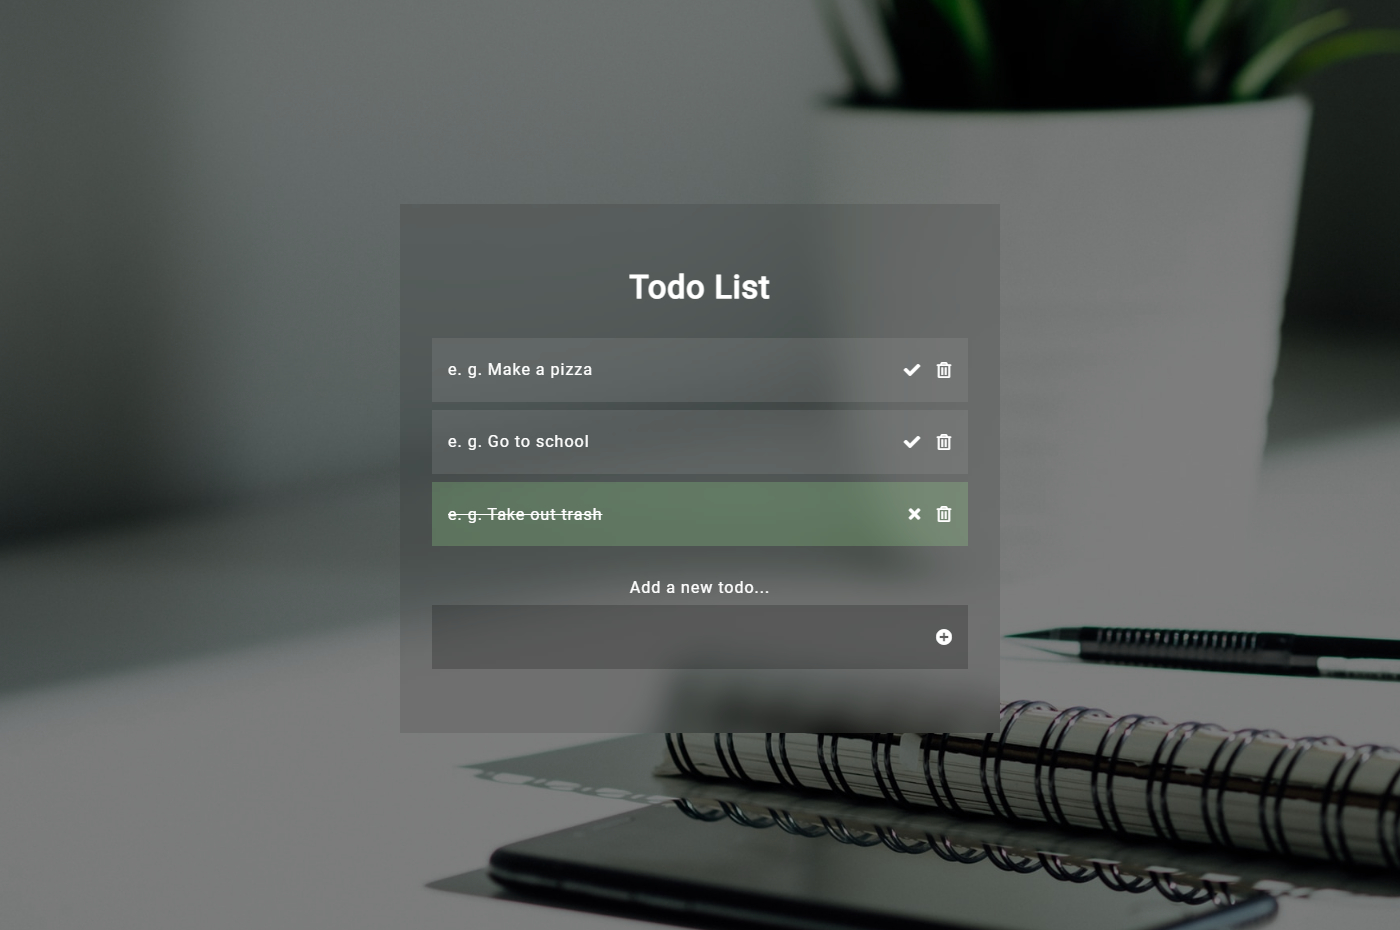 Todo List
e. g. Make a pizza
e. g. Go to school
e. g. Take out trash
Add a new todo...